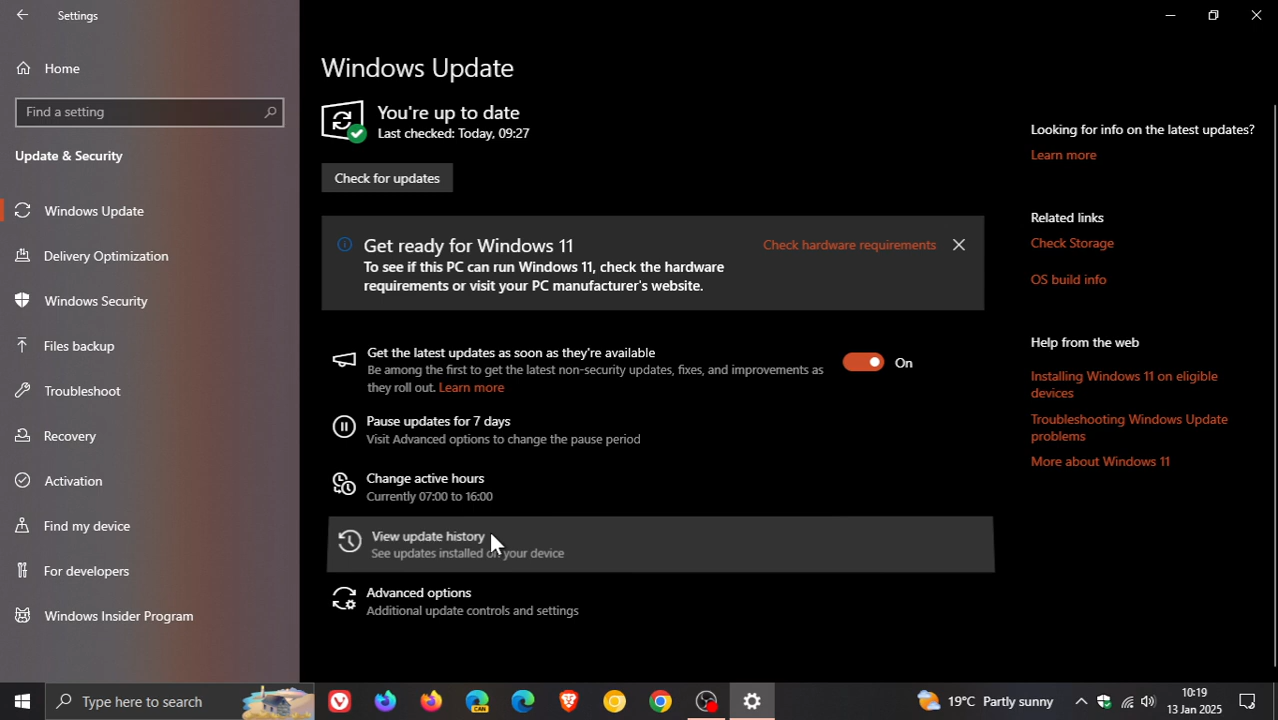 Settings
Home
Find a setting
Update & Security
Windows Update
Delivery Optimization
Windows Security
Files backup
Troubleshoot
Recovery
Activation
Find my device
For developers
Windows Insider Program
Windows Update
You're up to date
Last checked: Today, 09:27
Check for updates
Get ready for Windows 11
Check hardware requirements
To see if this PC can run Windows 11, check the hardware
requirements or visit your PC manufacturer's website.
Get the latest updates as soon as they're available
Be among the first to get the latest non-security updates, fixes, and improvements as
they roll out. Learn more
On
Pause updates for 7 days
Visit Advanced options to change the pause period
Change active hours
Currently 07:00 to 16:00
View update history
See updates installed on your device
Advanced options
Additional update controls and settings
Looking for info on the latest updates?
Learn more
Related links
Check Storage
OS build info
Help from the web
Installing Windows 11 on eligible
devices
Troubleshooting Windows Update
problems
More about Windows 11
Type here to search
CAN
19°C Partly sunny
10:19
13 Jan 2025